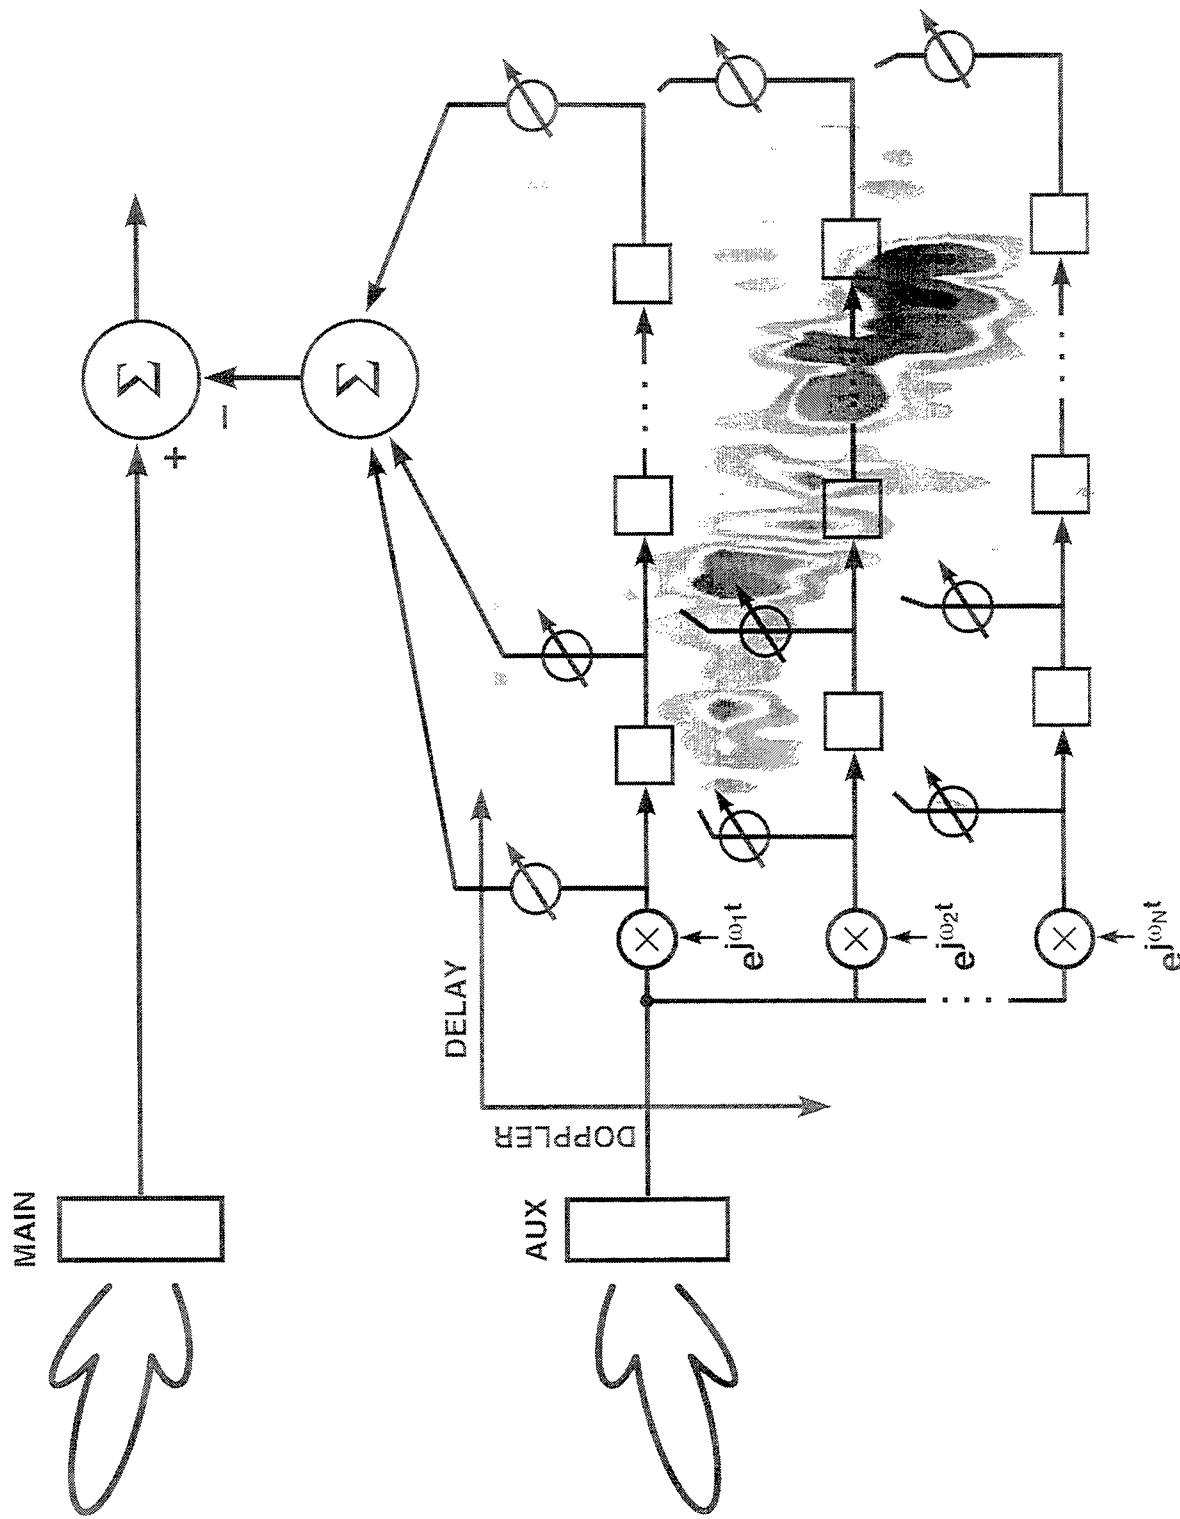 MAIN
+
−
Σ
Σ
DELAY
DOPPLER
AUX
e^jω₁t
e^jω₂t
e^jω_Nt